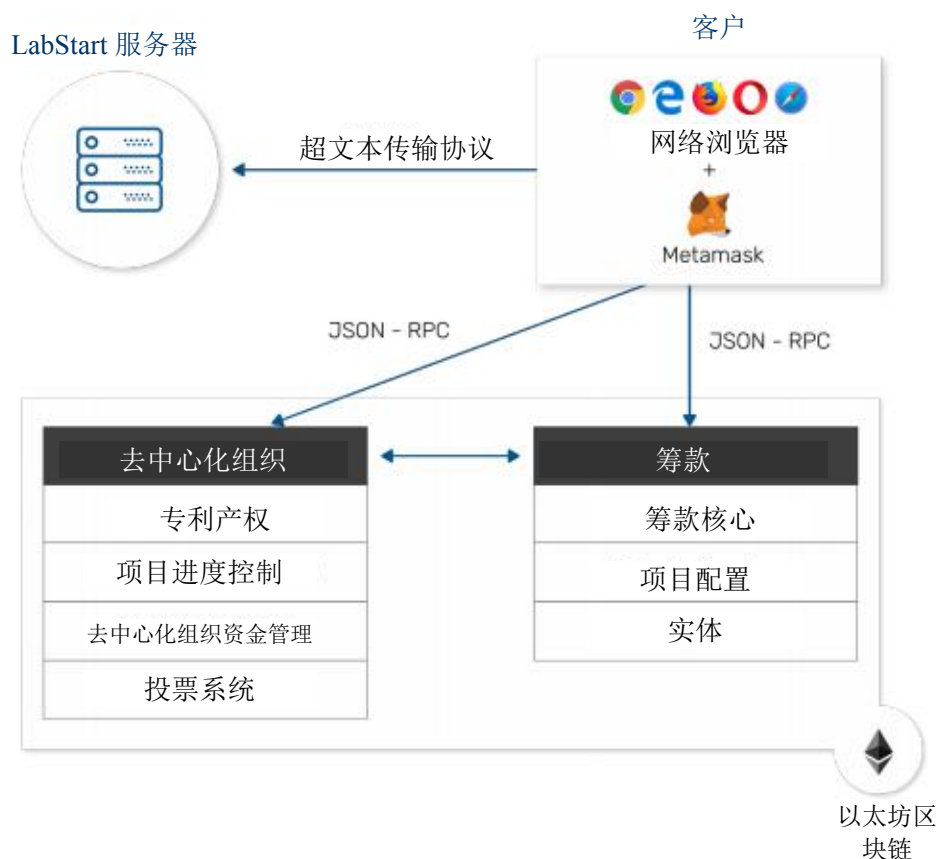 客户
LabStart 服务器
超文本传输协议
网络浏览器
+
Metamask
JSON - RPC
JSON - RPC
去中心化组织
专利产权
项目进度控制
去中心化组织资金管理
投票系统
筹款
筹款核心
项目配置
实体
以太坊区
块链